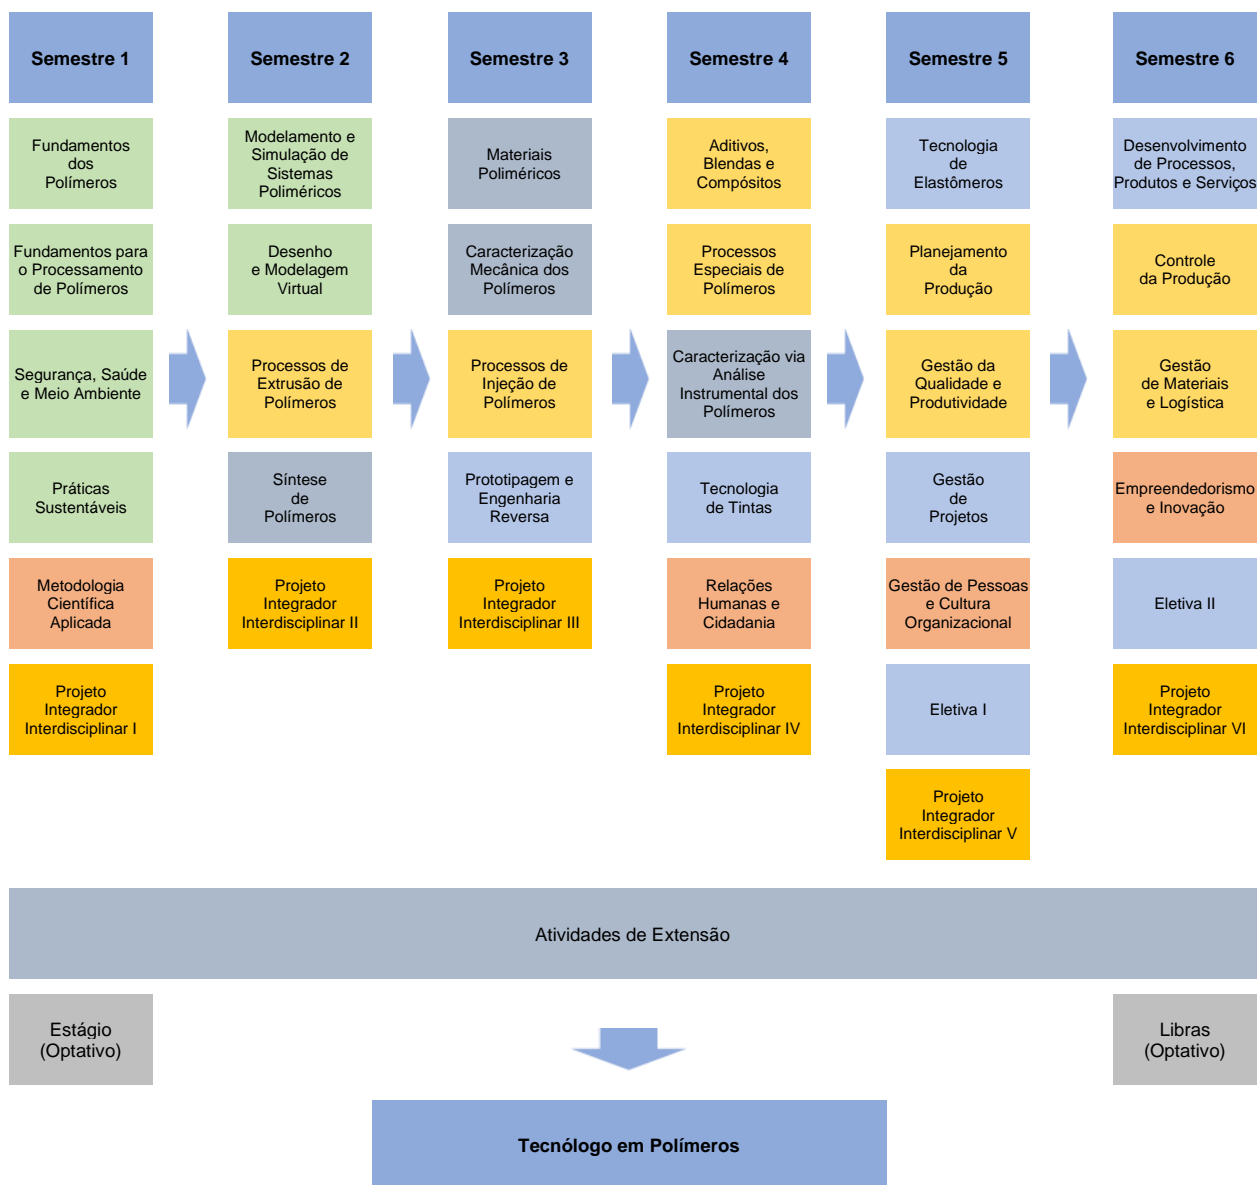 Semestre 1
Semestre 2
Semestre 3
Semestre 4
Semestre 5
Semestre 6
Fundamentos
dos
Polímeros
Modelamento e
Simulação de
Sistemas
Poliméricos
Materiais
Poliméricos
Aditivos,
Blendas e
Compósitos
Tecnologia
de
Elastômeros
Desenvolvimento
de Processos,
Produtos e Serviços
Fundamentos para
o Processamento
de Polímeros
Desenho
e Modelagem
Virtual
Caracterização
Mecânica dos
Polímeros
Processos
Especiais de
Polímeros
Planejamento
da
Produção
Controle
da Produção
Segurança, Saúde
e Meio Ambiente
Processos de
Extrusão de
Polímeros
Processos de
Injeção de
Polímeros
Caracterização via
Análise
Instrumental dos
Polímeros
Gestão da
Qualidade e
Produtividade
Gestão
de Materiais
e Logística
Práticas
Sustentáveis
Síntese
de
Polímeros
Prototipagem e
Engenharia
Reversa
Tecnologia
de Tintas
Gestão
de
Projetos
Empreendedorismo
e Inovação
Metodologia
Científica
Aplicada
Projeto
Integrador
Interdisciplinar II
Projeto
Integrador
Interdisciplinar III
Relações
Humanas e
Cidadania
Gestão de Pessoas
e Cultura
Organizacional
Eletiva II
Projeto
Integrador
Interdisciplinar I
Projeto
Integrador
Interdisciplinar IV
Eletiva I
Projeto
Integrador
Interdisciplinar VI
Projeto
Integrador
Interdisciplinar V
Atividades de Extensão
Estágio
(Optativo)
Libras
(Optativo)
Tecnólogo em Polímeros